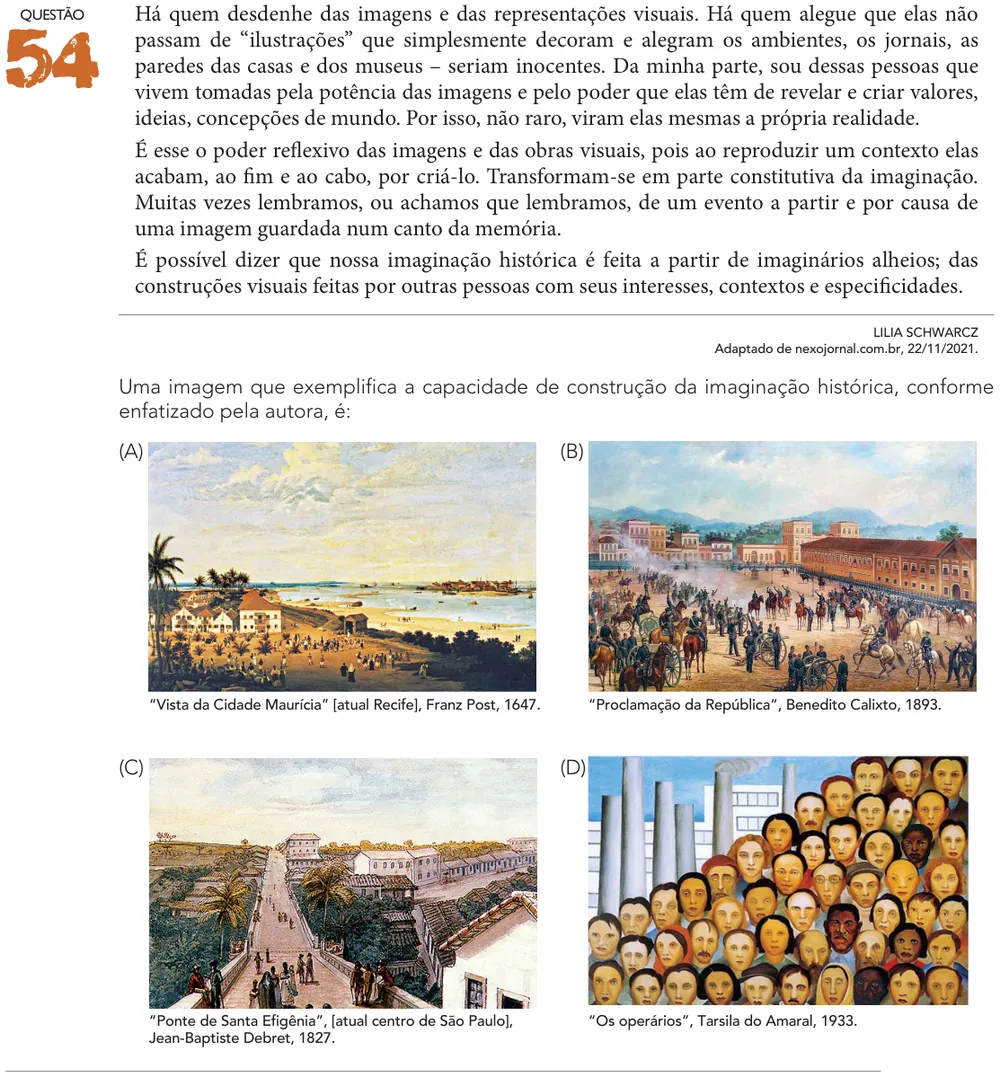 QUESTÃO
54
Há quem desdenhe das imagens e das representações visuais. Há quem alegue que elas não
passam de “ilustrações” que simplesmente decoram e alegram os ambientes, os jornais, as
paredes das casas e dos museus – seriam inocentes. Da minha parte, sou dessas pessoas que
vivem tomadas pela potência das imagens e pelo poder que elas têm de revelar e criar valores,
ideias, concepções de mundo. Por isso, não raro, viram elas mesmas a própria realidade.
É esse o poder reflexivo das imagens e das obras visuais, pois ao reproduzir um contexto elas
acabam, ao fim e ao cabo, por criá-lo. Transformam-se em parte constitutiva da imaginação.
Muitas vezes lembramos, ou achamos que lembramos, de um evento a partir e por causa de
uma imagem guardada num canto da memória.
É possível dizer que nossa imaginação histórica é feita a partir de imaginários alheios; das
construções visuais feitas por outras pessoas com seus interesses, contextos e especificidades.
LILIA SCHWARCZ
Adaptado de nexojornal.com.br, 22/11/2021.
Uma imagem que exemplifica a capacidade de construção da imaginação histórica, conforme
enfatizado pela autora, é:
(A)
“Vista da Cidade Maurícia” [atual Recife], Franz Post, 1647.
(B)
“Proclamação da República”, Benedito Calixto, 1893.
(C)
“Ponte de Santa Efigênia”, [atual centro de São Paulo],
Jean-Baptiste Debret, 1827.
(D)
“Os operários”, Tarsila do Amaral, 1933.